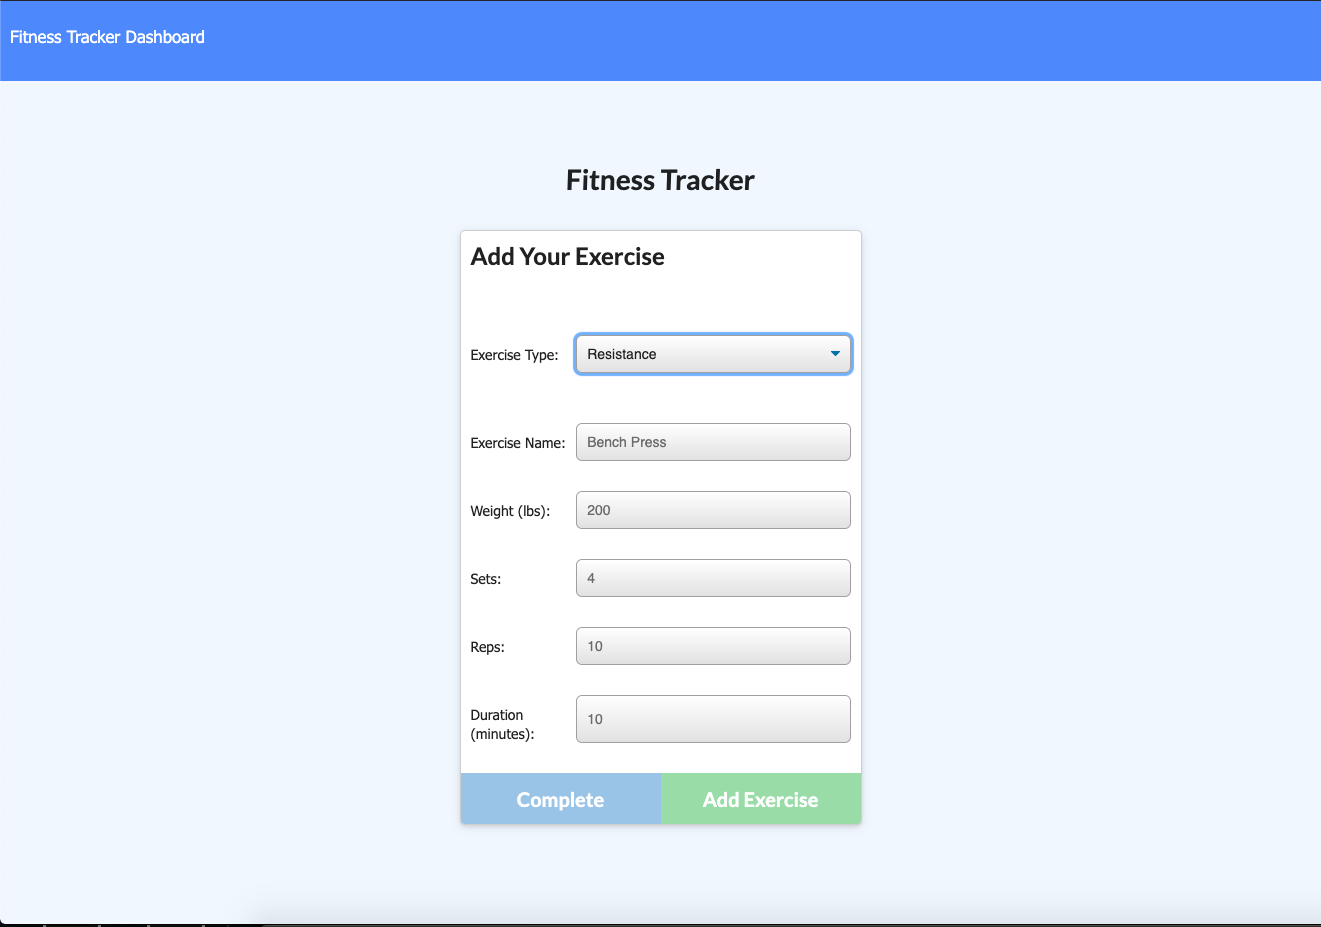 Fitness Tracker Dashboard
Fitness Tracker
Add Your Exercise
Exercise Type: Resistance
Exercise Name: Bench Press
Weight (lbs): 200
Sets: 4
Reps: 10
Duration
(minutes): 10
Complete Add Exercise